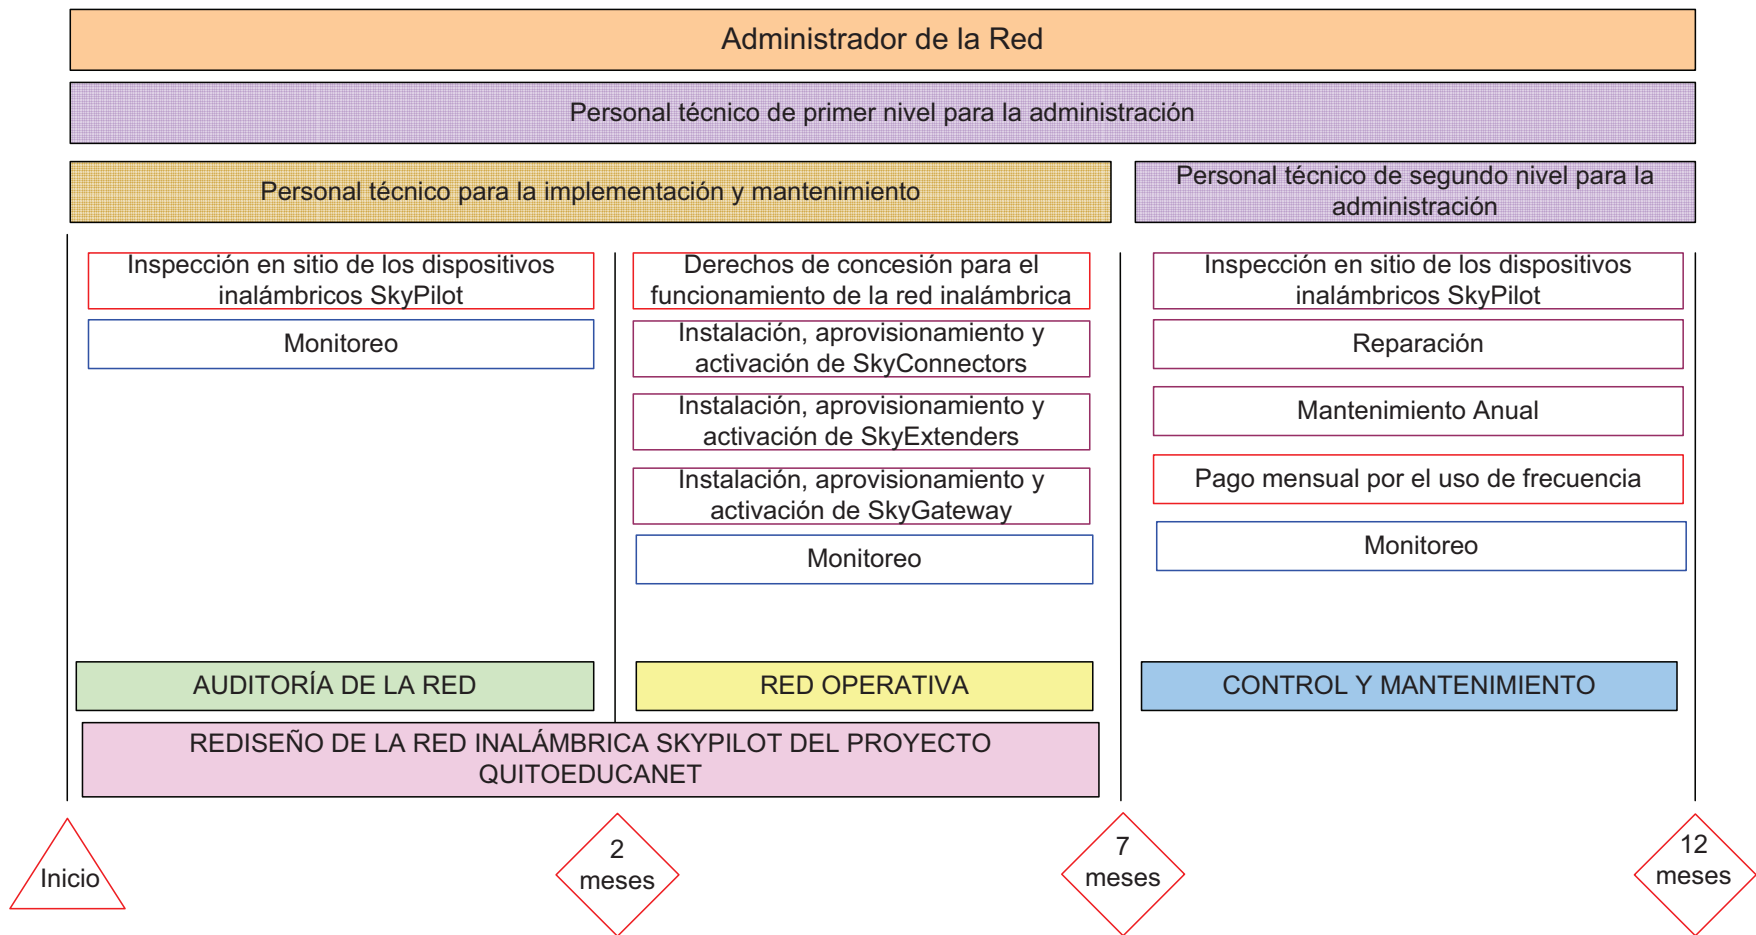 Administrador de la Red
Personal técnico de primer nivel para la administración
Personal técnico para la implementación y mantenimiento
Personal técnico de segundo nivel para la
administración
Inspección en sitio de los dispositivos
inalámbricos SkyPilot
Monitoreo
Derechos de concesión para el
funcionamiento de la red inalámbrica
Instalación, aprovisionamiento y
activación de SkyConnectors
Instalación, aprovisionamiento y
activación de SkyExtenders
Instalación, aprovisionamiento y
activación de SkyGateway
Monitoreo
Inspección en sitio de los dispositivos
inalámbricos SkyPilot
Reparación
Mantenimiento Anual
Pago mensual por el uso de frecuencia
Monitoreo
AUDITORÍA DE LA RED
RED OPERATIVA
CONTROL Y MANTENIMIENTO
REDISEÑO DE LA RED INALÁMBRICA SKYPILOT DEL PROYECTO
QUITOEDUCANET
Inicio
2
meses
7
meses
12
meses